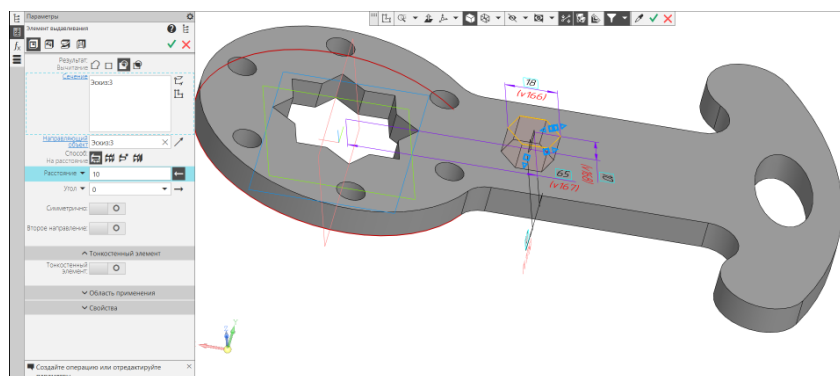 Параметры
Элемент выдавливания
Результат:
Вычитание
Сечение
Эскиз:3
Направляющий
объект
Эскиз:3
Способ:
На расстояние
Расстояние
10
Угол
0
Симметрично
Второе направление
Тонкостенный элемент
Тонкостенный
элемент
Область применения
Свойства
Создайте операцию или отредактируйте
параметры
18
(v166)
65
(v167)